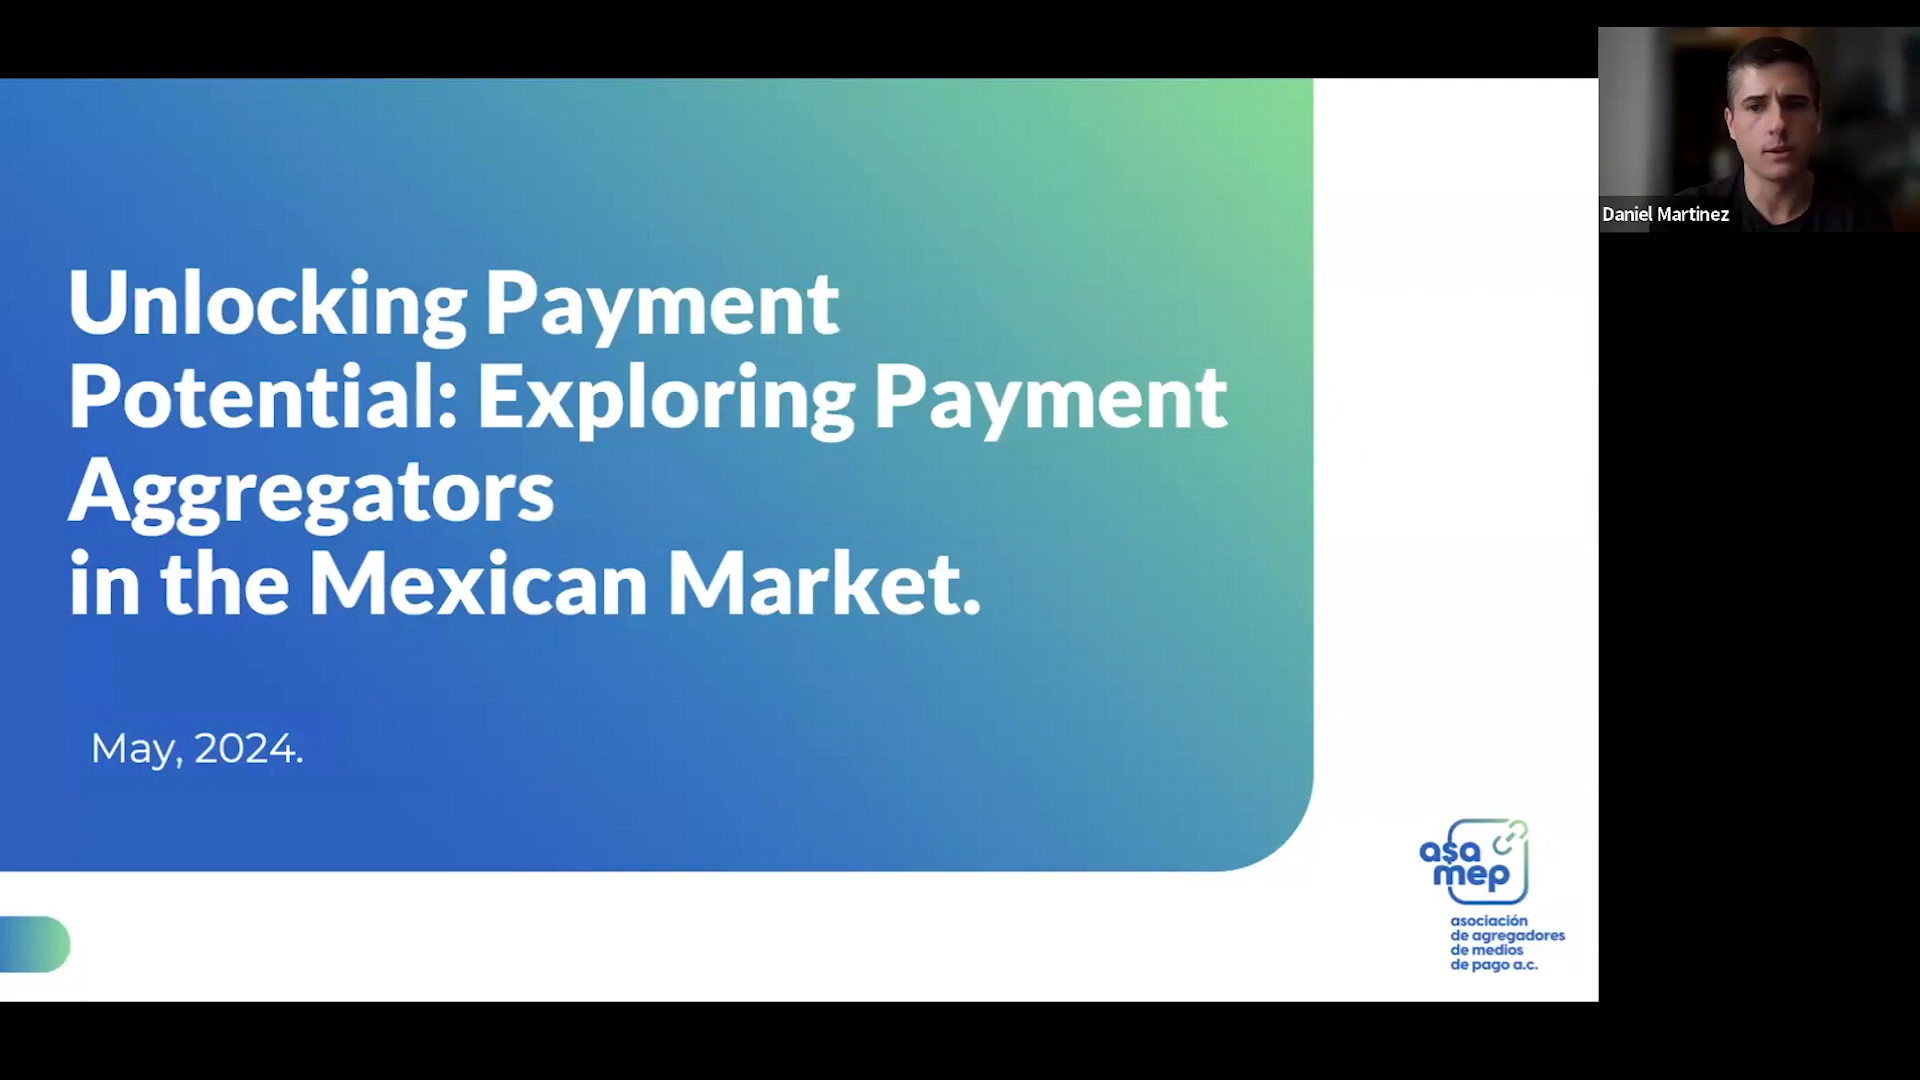 Unlocking Payment
Potential: Exploring Payment
Aggregators
in the Mexican Market.
May, 2024.
asa
mep
asociación
de agregadores
de medios
de pago a.c.
Daniel Martinez